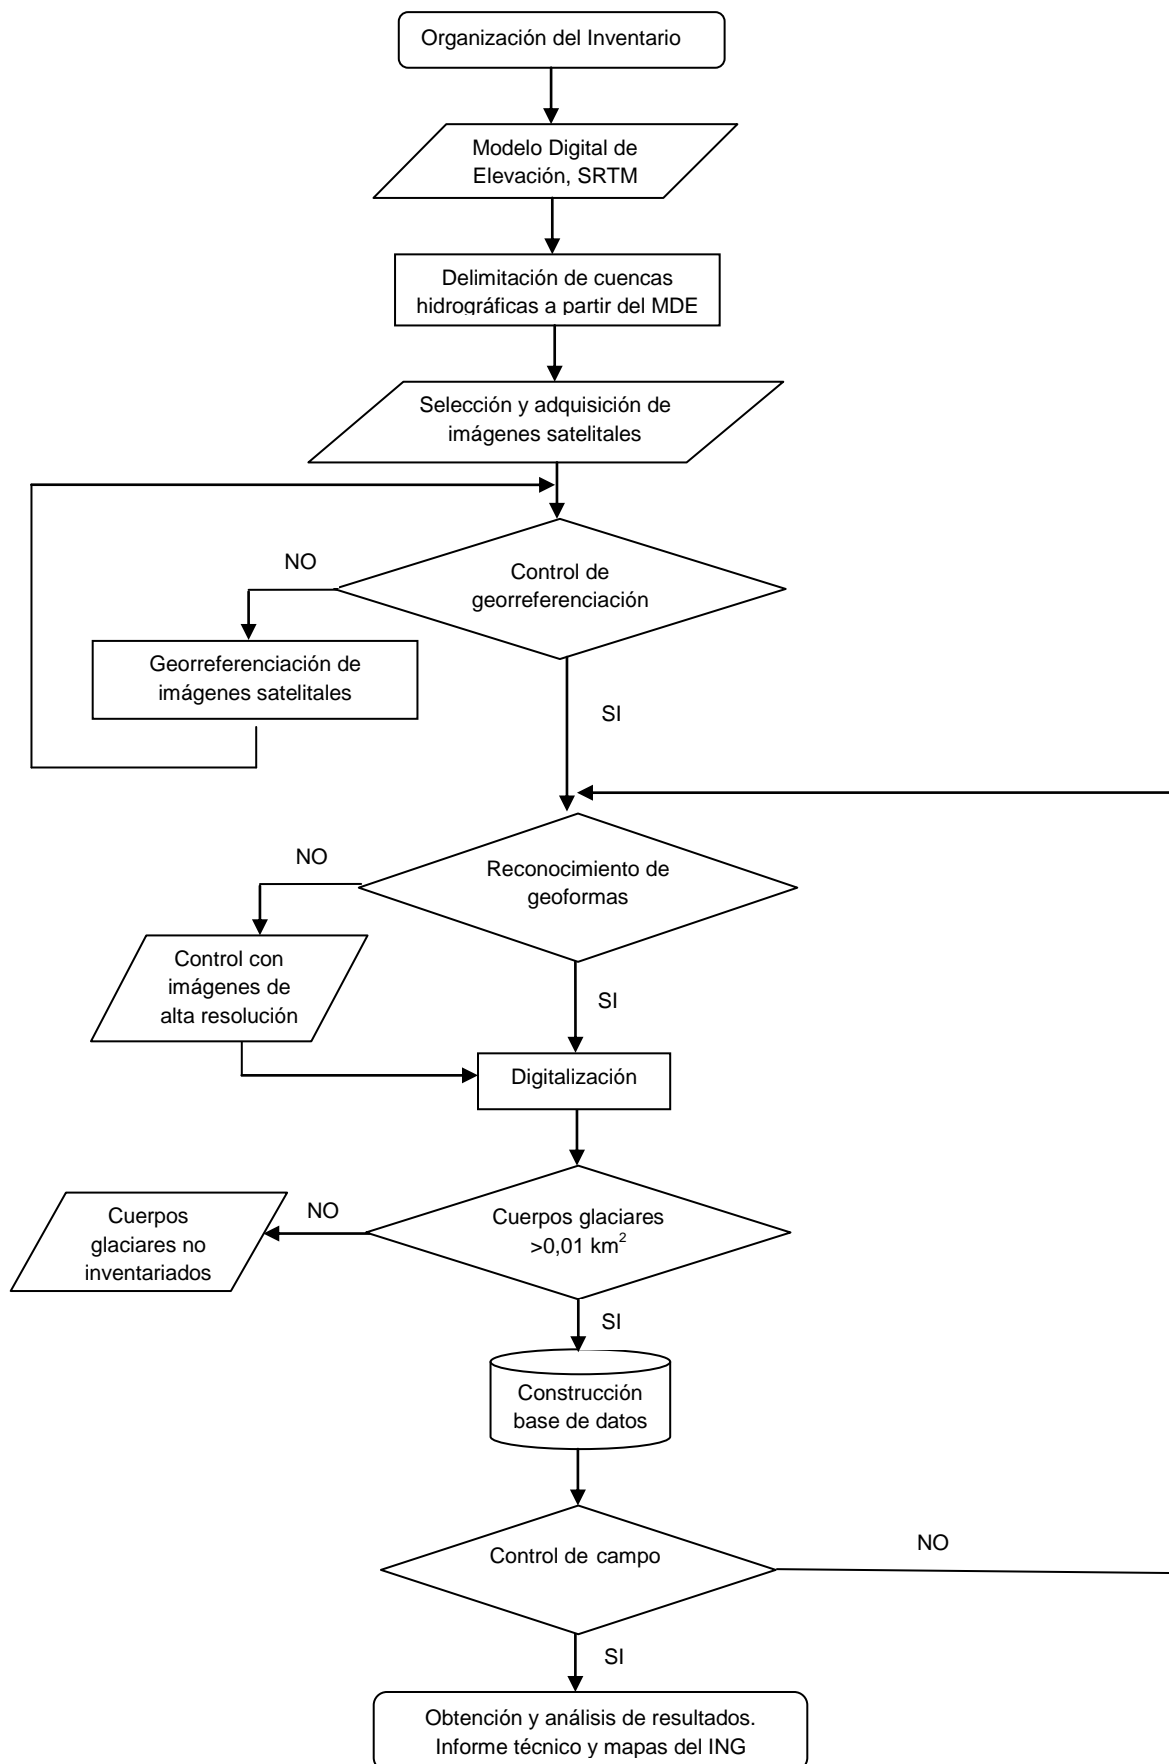 Organización del Inventario
Modelo Digital de
Elevación, SRTM
Delimitación de cuencas
hidrográficas a partir del MDE
Selección y adquisición de
imágenes satelitales
NO
Control de
georreferenciación
Georreferenciación de
imágenes satelitales
SI
NO
Reconocimiento de
geoformas
Control con
imágenes de
alta resolución
SI
Digitalización
Cuerpos
glaciares no
inventariados
NO
Cuerpos glaciares
>0,01 km²
SI
Construcción
base de datos
Control de campo
NO
SI
Obtención y análisis de resultados.
Informe técnico y mapas del ING